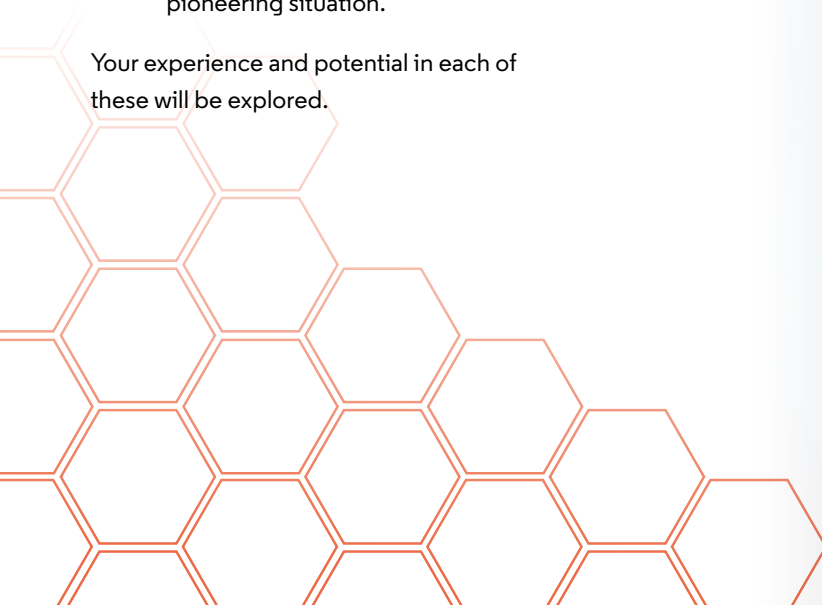 pioneering situation.
Your experience and potential in each of
these will be explored.